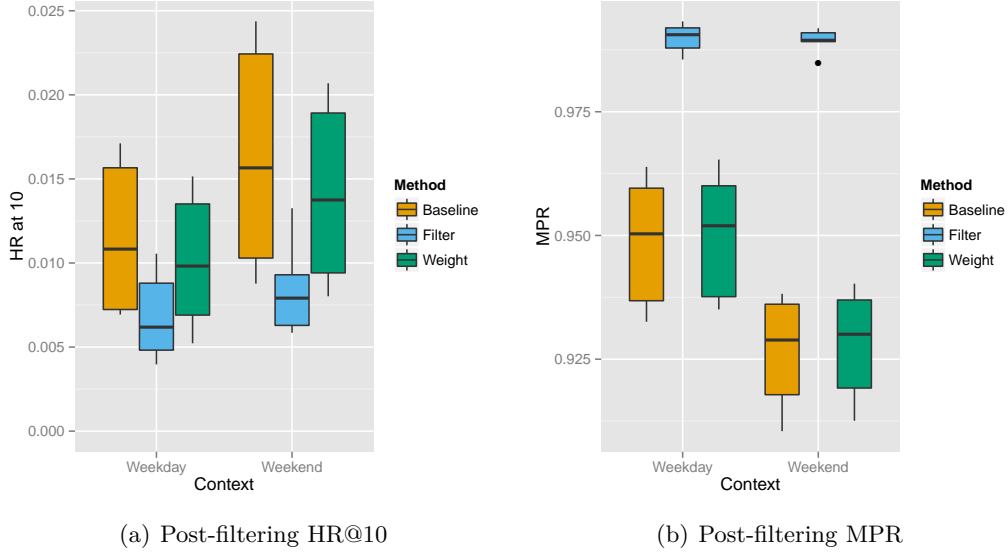 0.025
0.020
0.015
0.010
0.005
0.000
HR at 10
Weekday
Weekend
Context
Method
Baseline
Filter
Weight
(a) Post-filtering HR@10
0.975
0.950
0.925
MPR
Weekday
Weekend
Context
Method
Baseline
Filter
Weight
(b) Post-filtering MPR